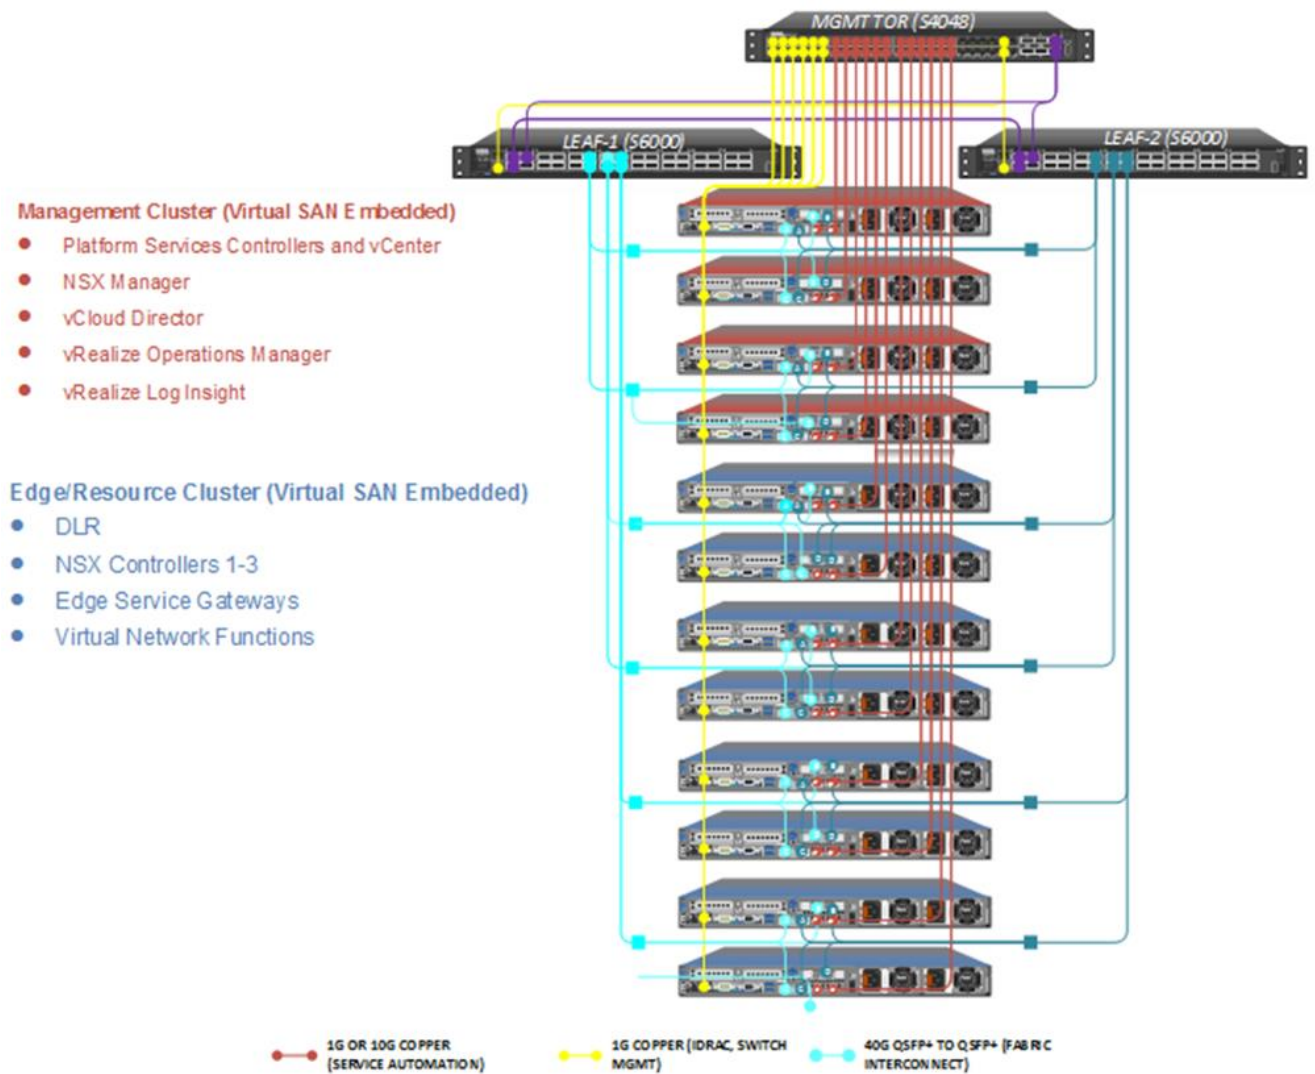 MGMT TOR (S4048)
LEAF-1 (S6000)
LEAF-2 (S6000)
Management Cluster (Virtual SAN Embedded)
Platform Services Controllers and vCenter
NSX Manager
vCloud Director
vRealize Operations Manager
vRealize Log Insight
Edge/Resource Cluster (Virtual SAN Embedded)
DLR
NSX Controllers 1-3
Edge Service Gateways
Virtual Network Functions
1G OR 10G COPPER
(SERVICE AUTOMATION)
1G COPPER (IDRAC, SWITCH
MGMT)
40G QSFP+ TO QSFP+ (FABRIC
INTERCONNECT)